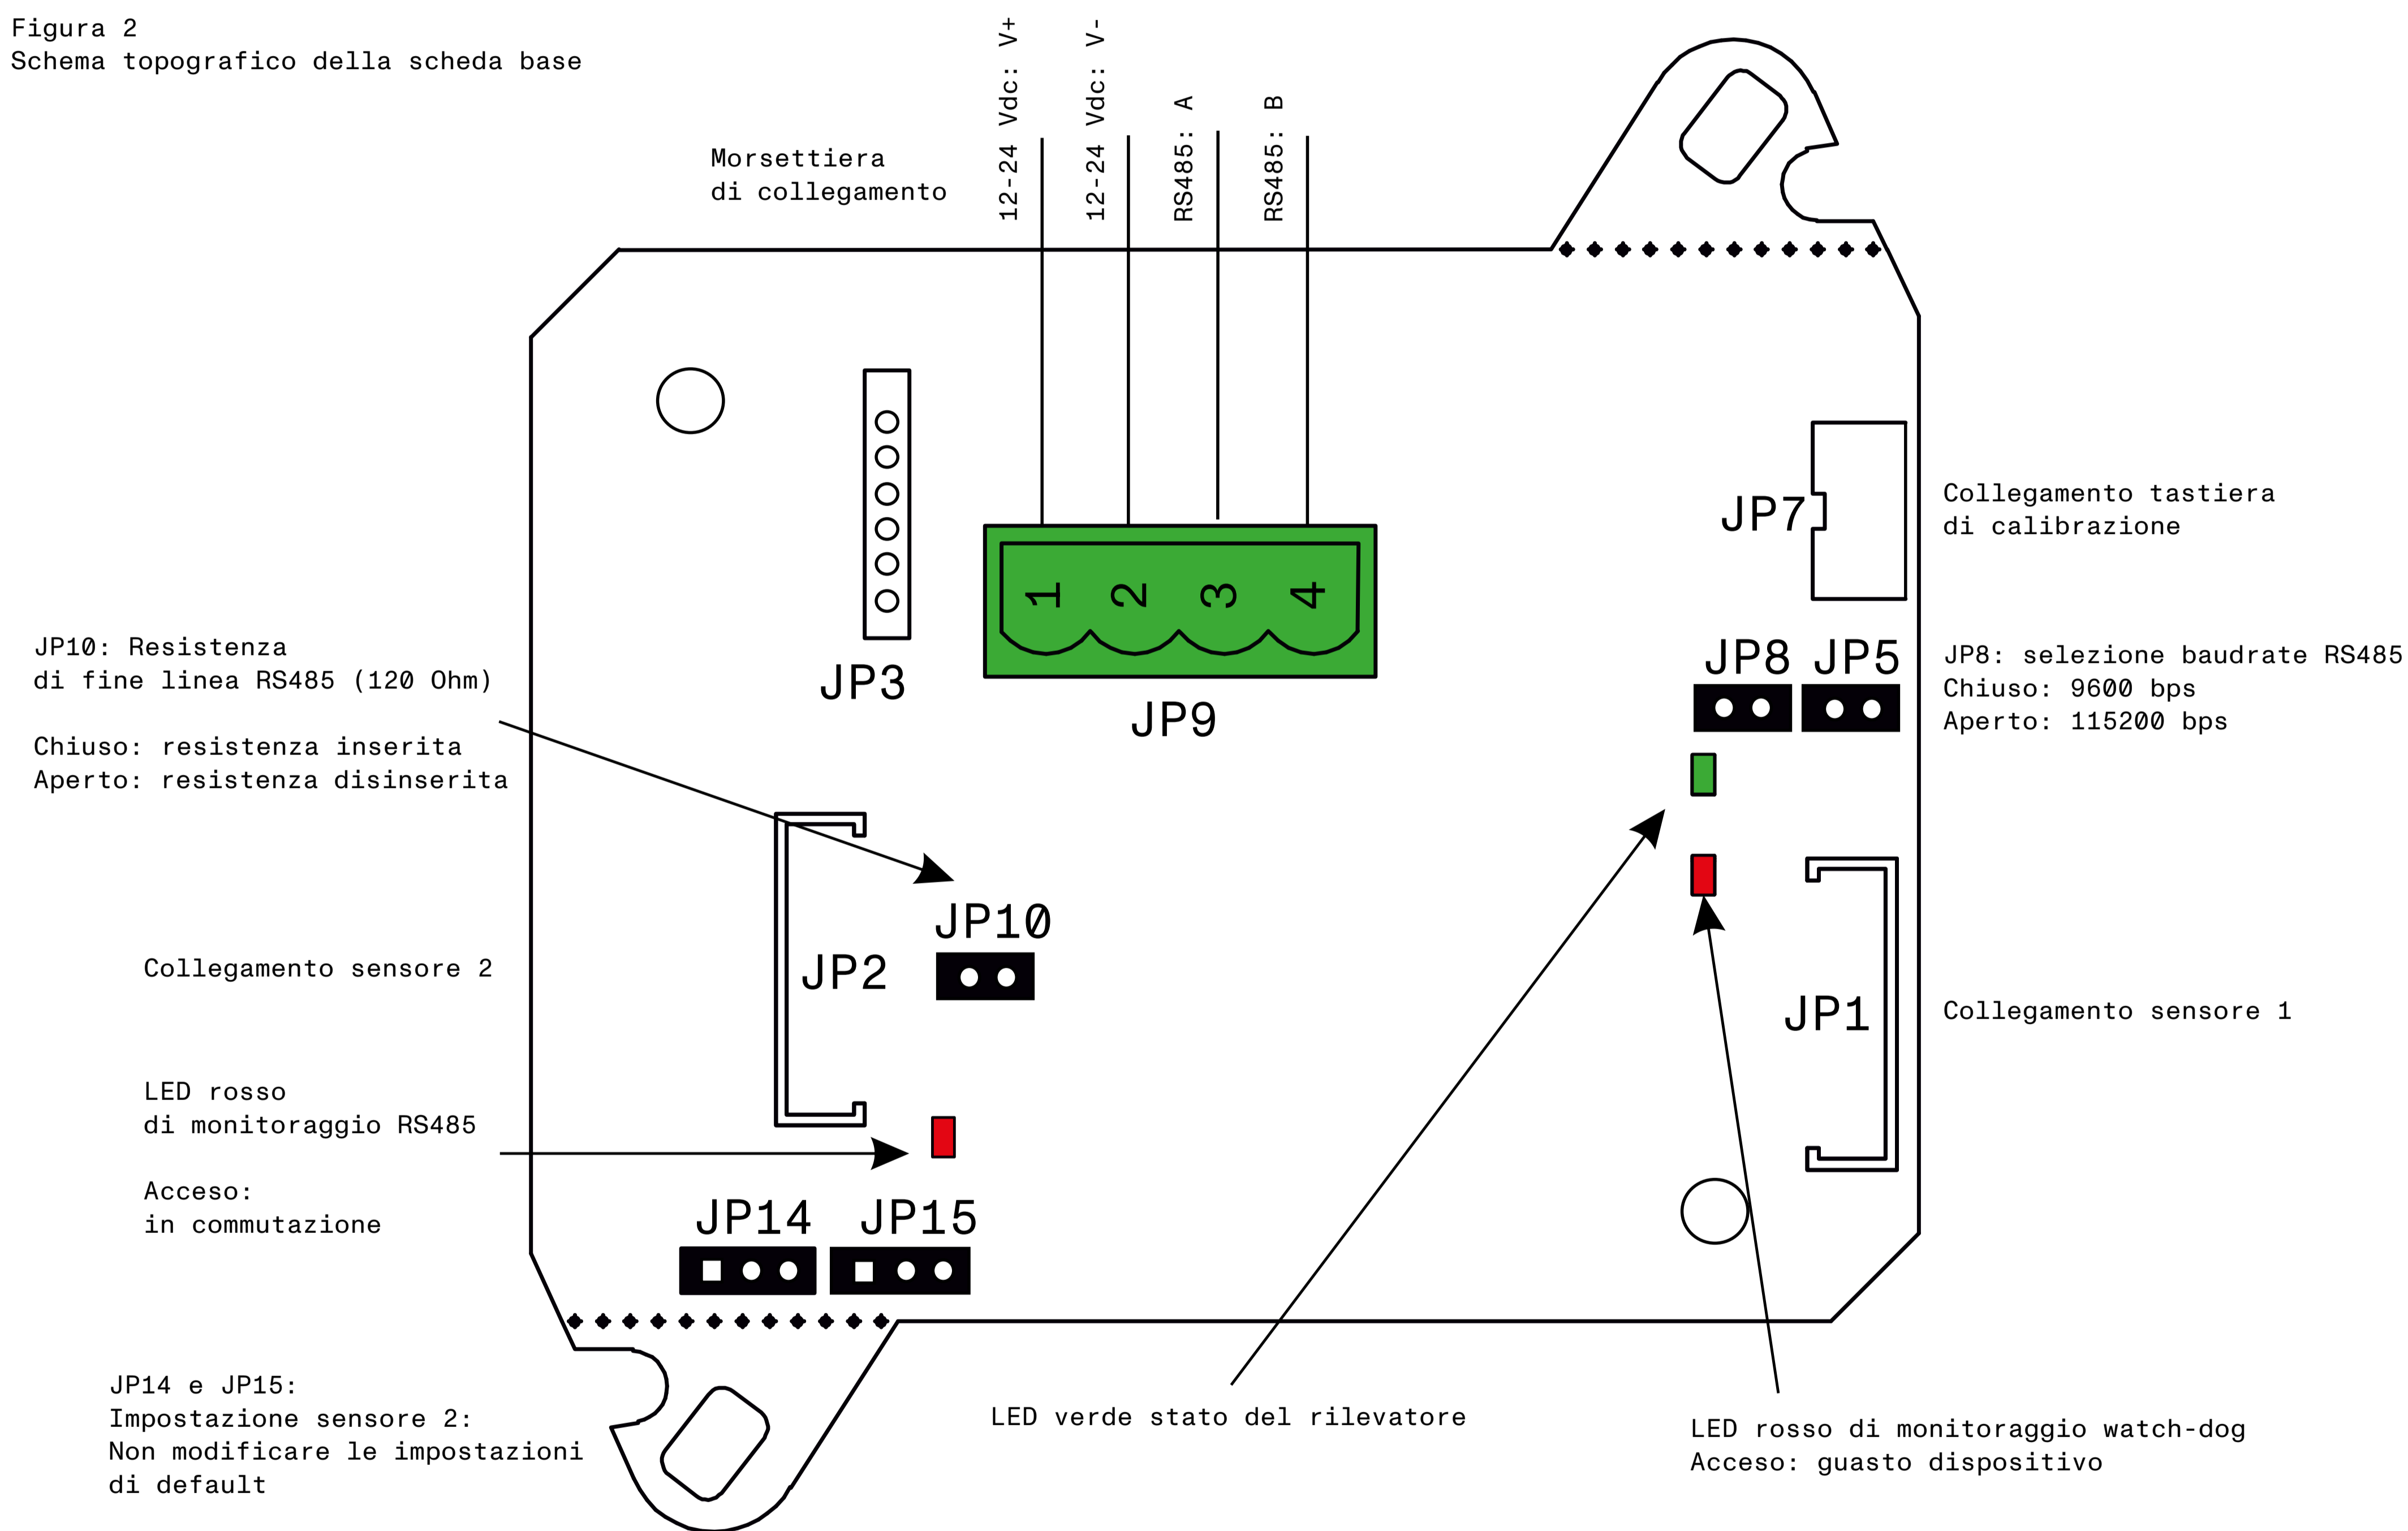 Figura 2
Schema topografico della scheda base
Morsettiera
di collegamento
12-24 Vdc: V+
12-24 Vdc: V-
RS485: A
RS485: B
1
2
3
4
JP3
JP9
JP7
Collegamento tastiera
di calibrazione
JP8
JP5
JP8: selezione baudrate RS485
Chiuso: 9600 bps
Aperto: 115200 bps
JP10: Resistenza
di fine linea RS485 (120 Ohm)
Chiuso: resistenza inserita
Aperto: resistenza disinserita
JP10
Collegamento sensore 2
JP2
JP1
Collegamento sensore 1
LED rosso
di monitoraggio RS485
Acceso:
in commutazione
JP14
JP15
JP14 e JP15:
Impostazione sensore 2:
Non modificare le impostazioni
di default
LED verde stato del rilevatore
LED rosso di monitoraggio watch-dog
Acceso: guasto dispositivo